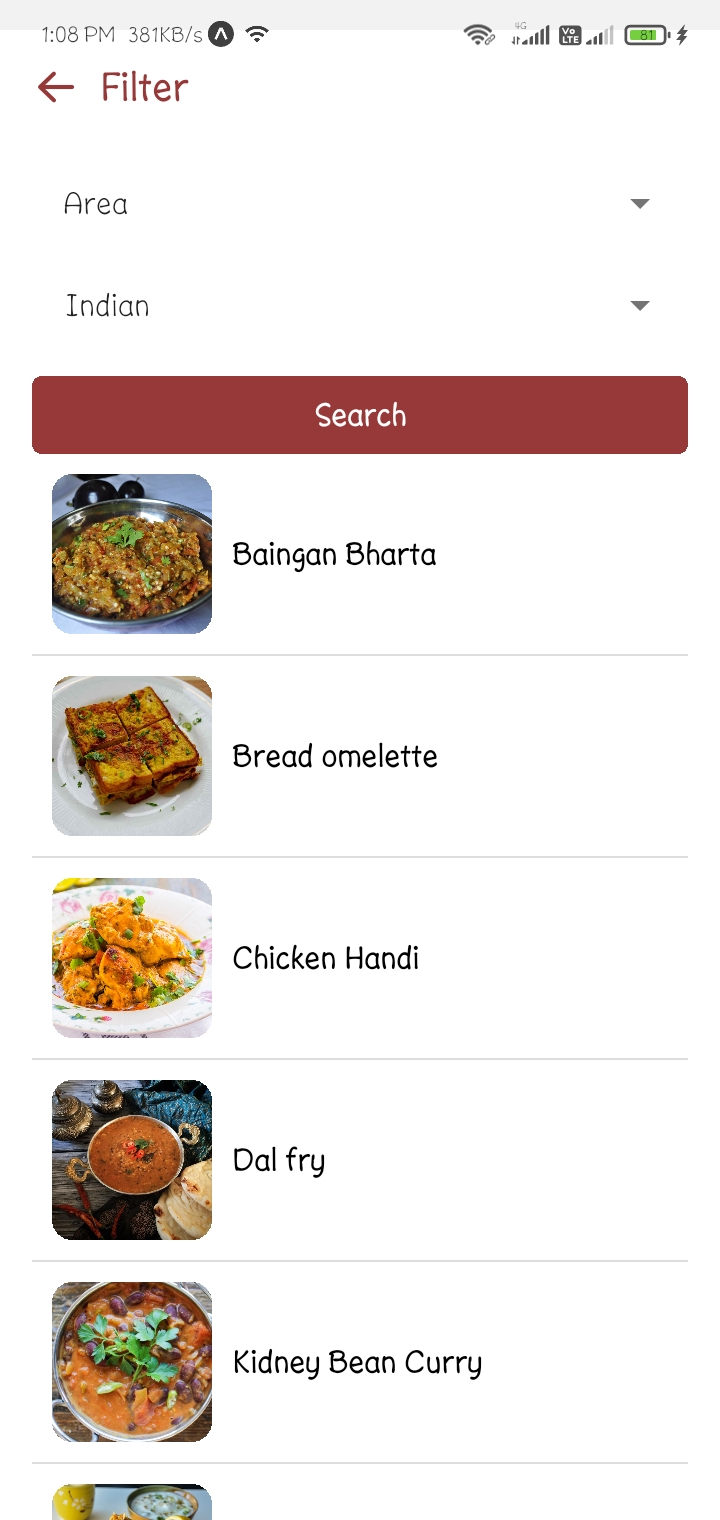 1:08 PM 381KB/s
4G
Vo
LTE
81
Filter
Area
Indian
Search
Baingan Bharta
Bread omelette
Chicken Handi
Dal fry
Kidney Bean Curry